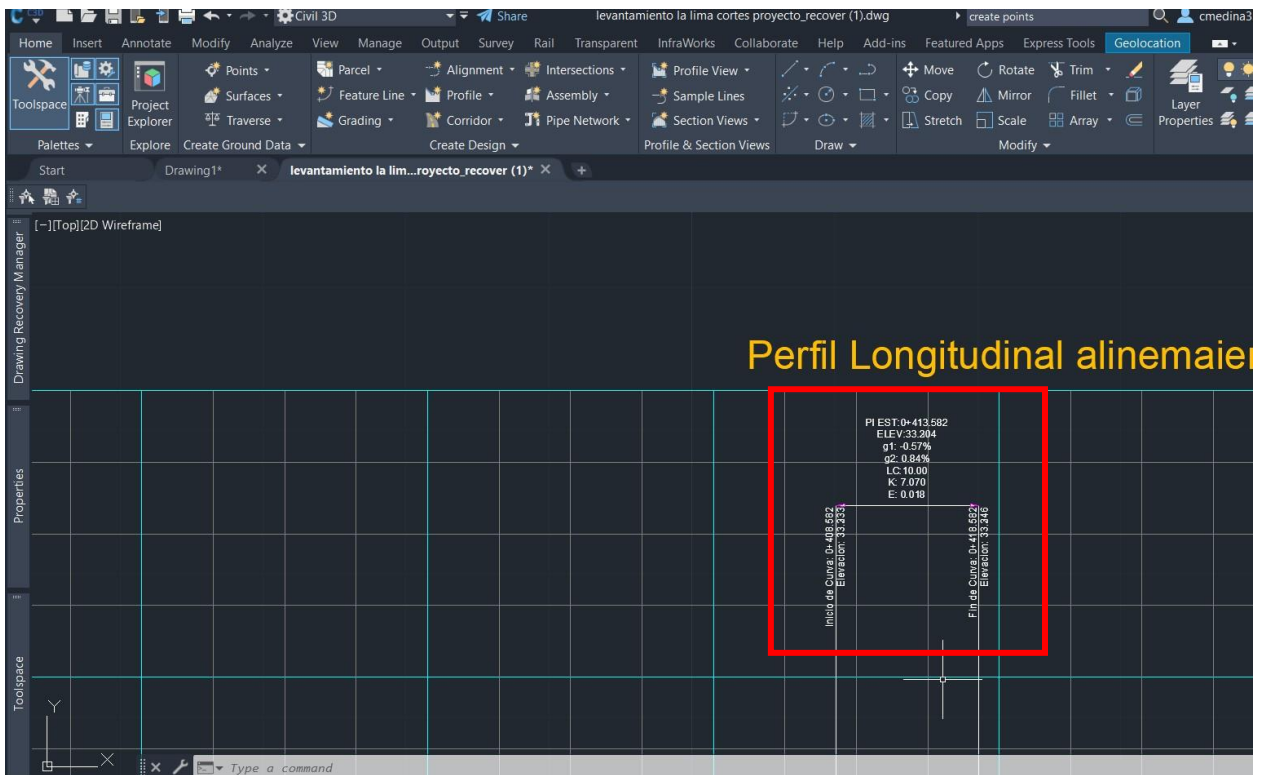 C3D Civil 3D Share levantamiento la lima cortes proyecto_recover (1).dwg create points cmedina3
Home Insert Annotate Modify Analyze View Manage Output Survey Rail Transparent InfraWorks Collaborate Help Add-ins Featured Apps Express Tools Geolocation
Toolspace
Project Explorer
Points
Surfaces
Traverse
Parcel
Feature Line
Grading
Alignment
Profile
Corridor
Intersections
Assembly
Pipe Network
Profile View
Sample Lines
Section Views
Move
Copy
Stretch
Rotate
Mirror
Scale
Trim
Fillet
Array
Layer Properties
Palettes Explore Create Ground Data Create Design Profile & Section Views Draw Modify
Start Drawing1* levantamiento la lim...royecto_recover (1)*
[−][Top][2D Wireframe]
Drawing Recovery Manager
Properties
Toolspace
Perfil Longitudinal alinemaie
PI EST:0+413.582
ELEV:33.204
g1: -0.57%
g2: 0.84%
LC:10.00
K: 7.070
E: 0.018
Inicio de Curva: 0+408.582
Elevacion: 33.233
Fin de Curva: 0+418.582
Elevacion: 33.246
Y
X
Type a command